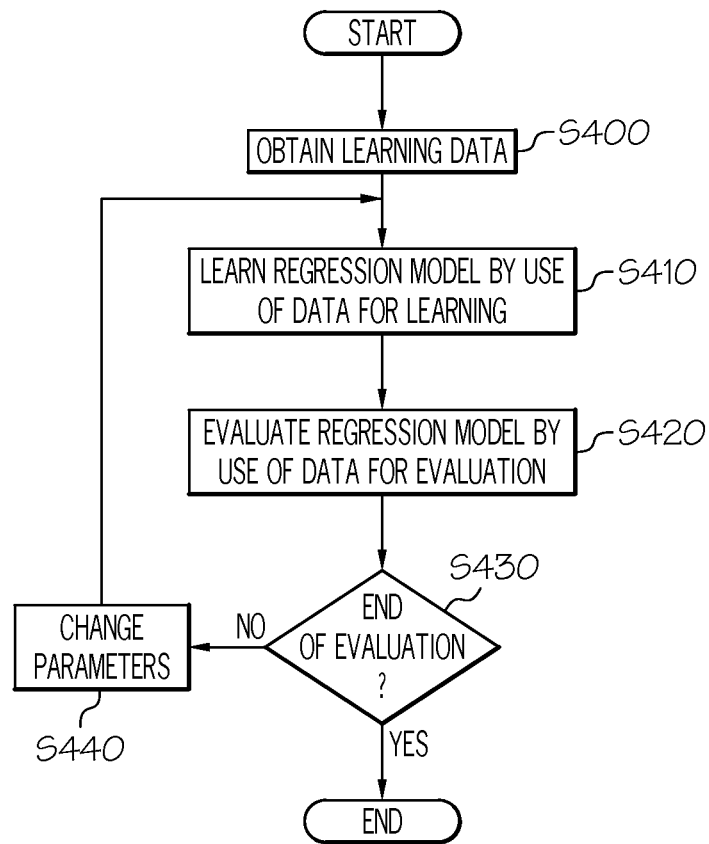 START
OBTAIN LEARNING DATA
S400
LEARN REGRESSION MODEL BY USE
OF DATA FOR LEARNING
S410
EVALUATE REGRESSION MODEL BY
USE OF DATA FOR EVALUATION
S420
S430
END
OF EVALUATION
?
NO
CHANGE
PARAMETERS
S440
YES
END